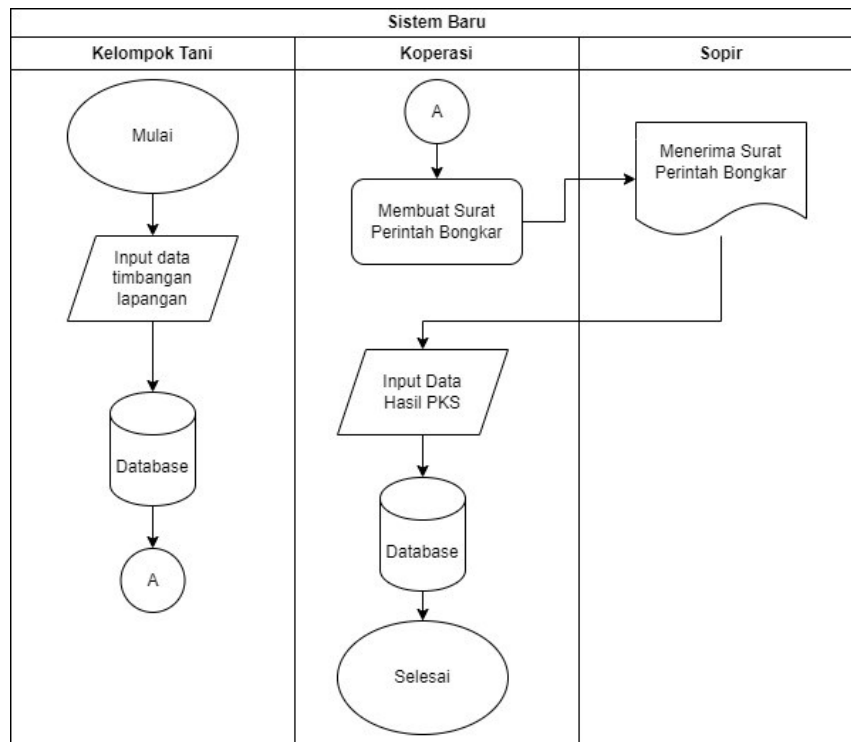 Sistem Baru
Kelompok Tani
Koperasi
Sopir
Mulai
Input data
timbangan
lapangan
Database
A
A
Membuat Surat
Perintah Bongkar
Menerima Surat
Perintah Bongkar
Input Data
Hasil PKS
Database
Selesai